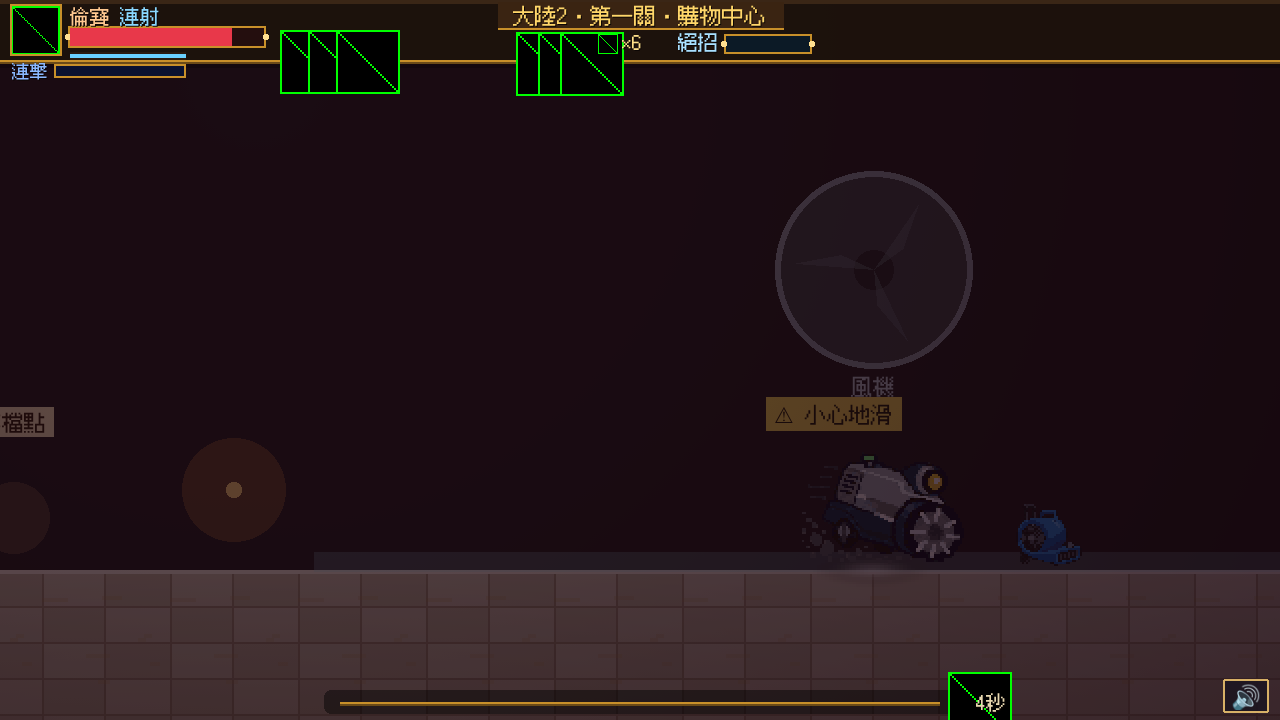 倫寶 連射
大陸2·第一關·購物中心
×6 絕招
連擊
風機
⚠ 小心地滑
檔點
4秒